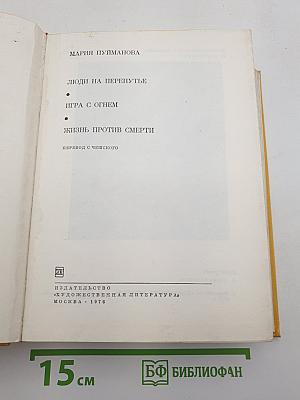 МАРИЯ ПУЙМАНОВА
ЛЮДИ НА ПЕРЕПУТЬЕ
•
ИГРА С ОГНЕМ
•
ЖИЗНЬ ПРОТИВ СМЕРТИ
ПЕРЕВОД С ЧЕШСКОГО
ИЗДАТЕЛЬСТВО
«ХУДОЖЕСТВЕННАЯ ЛИТЕРАТУРА»
МОСКВА · 1976
15 см
БФ БИБЛИОФАН